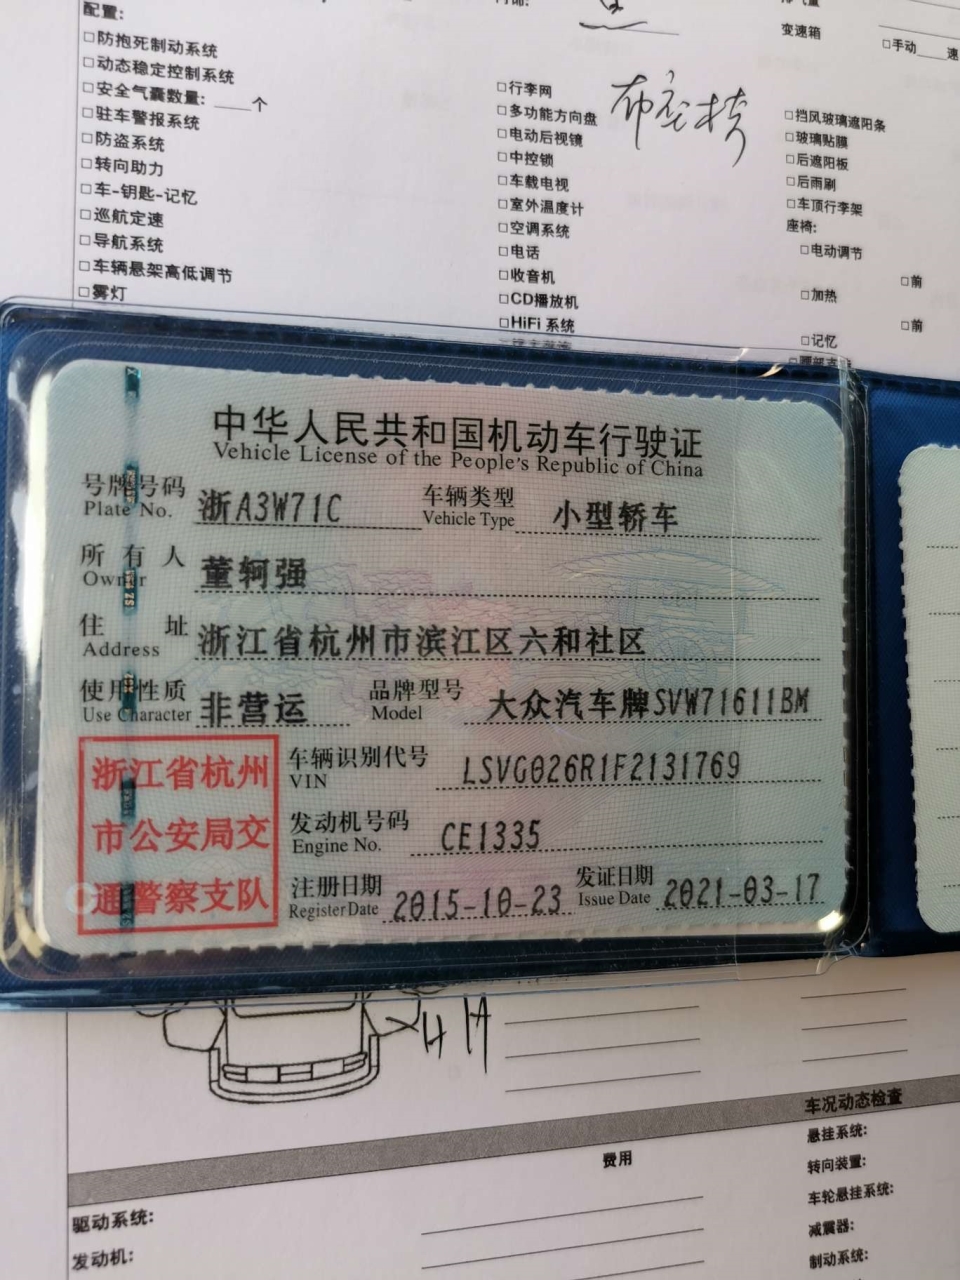 配置:
变速箱
□手动____速
□防抱死制动系统
□动态稳定控制系统
□安全气囊数量: ____个
□驻车警报系统
□防盗系统
□转向助力
□车-钥匙-记忆
□巡航定速
□导航系统
□车辆悬架高低调节
□雾灯
□行李网
□多功能方向盘
□电动后视镜
□中控锁
□车载电视
□室外温度计
□空调系统
□电话
□收音机
□CD播放机
□HiFi 系统
□挡风玻璃遮阳条
□玻璃贴膜
□后遮阳板
□后雨刷
□车顶行李架
座椅:
□电动调节
□前
□加热
□前
□记忆
中华人民共和国机动车行驶证
Vehicle License of the People's Republic of China
号牌号码 浙A3W71C 车辆类型 小型轿车
Plate No. Vehicle Type
所有人 董轲强
Owner
住址 浙江省杭州市滨江区六和社区
Address
使用性质 非营运 品牌型号 大众汽车牌SVW71611BM
Use Character Model
浙江省杭州
市公安局交
通警察支队
车辆识别代号 LSVG026R1F2131769
VIN
发动机号码 CE1335
Engine No.
注册日期 2015-10-23 发证日期 2021-03-17
Register Date Issue Date
车况动态检查
费用
悬挂系统:
转向装置:
车轮悬挂系统:
减震器:
制动系统:
驱动系统:
发动机: